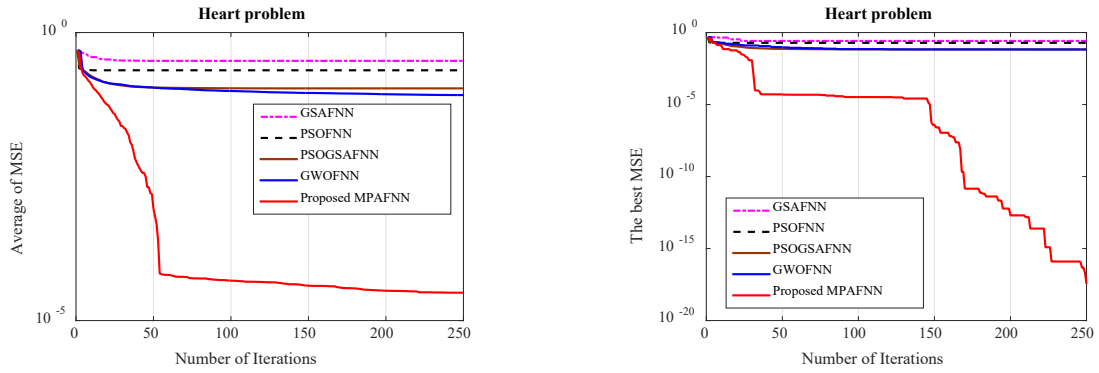 Heart problem
10 0
Average of MSE
GSAFNN
PSOFNN
PSOGSAFNN
GWOFNN
Proposed MPAFNN
10 -5
0 50 100 150 200 250
Number of Iterations
Heart problem
10 0
10 -5
10 -10
The best MSE
GSAFNN
PSOFNN
PSOGSAFNN
GWOFNN
Proposed MPAFNN
10 -15
10 -20
0 50 100 150 200 250
Number of Iterations